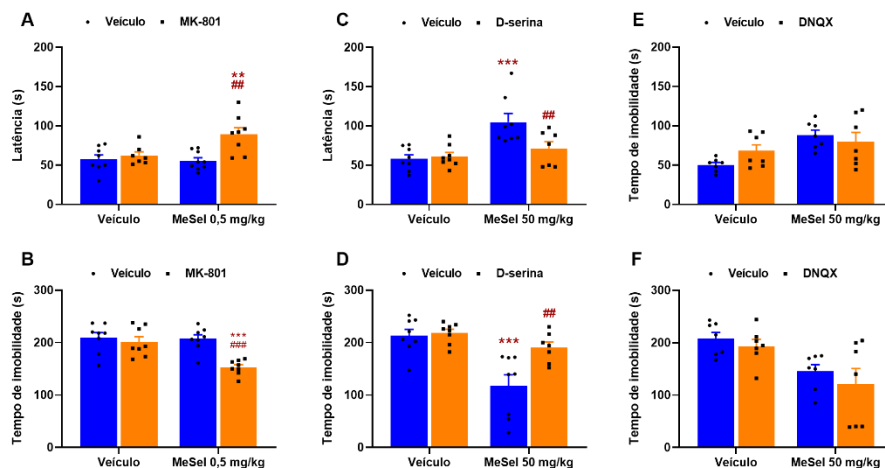 A
Veículo MK-801
Latência (s)
200
150
100
50
0
**
##
Veículo MeSel 0,5 mg/kg
C
Veículo D-serina
Latência (s)
200
150
100
50
0
***
##
Veículo MeSel 50 mg/kg
E
Veículo DNQX
Tempo de imobilidade (s)
200
150
100
50
0
Veículo MeSel 50 mg/kg
B
Veículo MK-801
Tempo de imobilidade (s)
300
200
100
0
***
###
Veículo MeSel 0,5 mg/kg
D
Veículo D-serina
Tempo de imobilidade (s)
300
200
100
0
***
##
Veículo MeSel 50 mg/kg
F
Veículo DNQX
Tempo de imobilidade (s)
300
200
100
0
Veículo MeSel 50 mg/kg